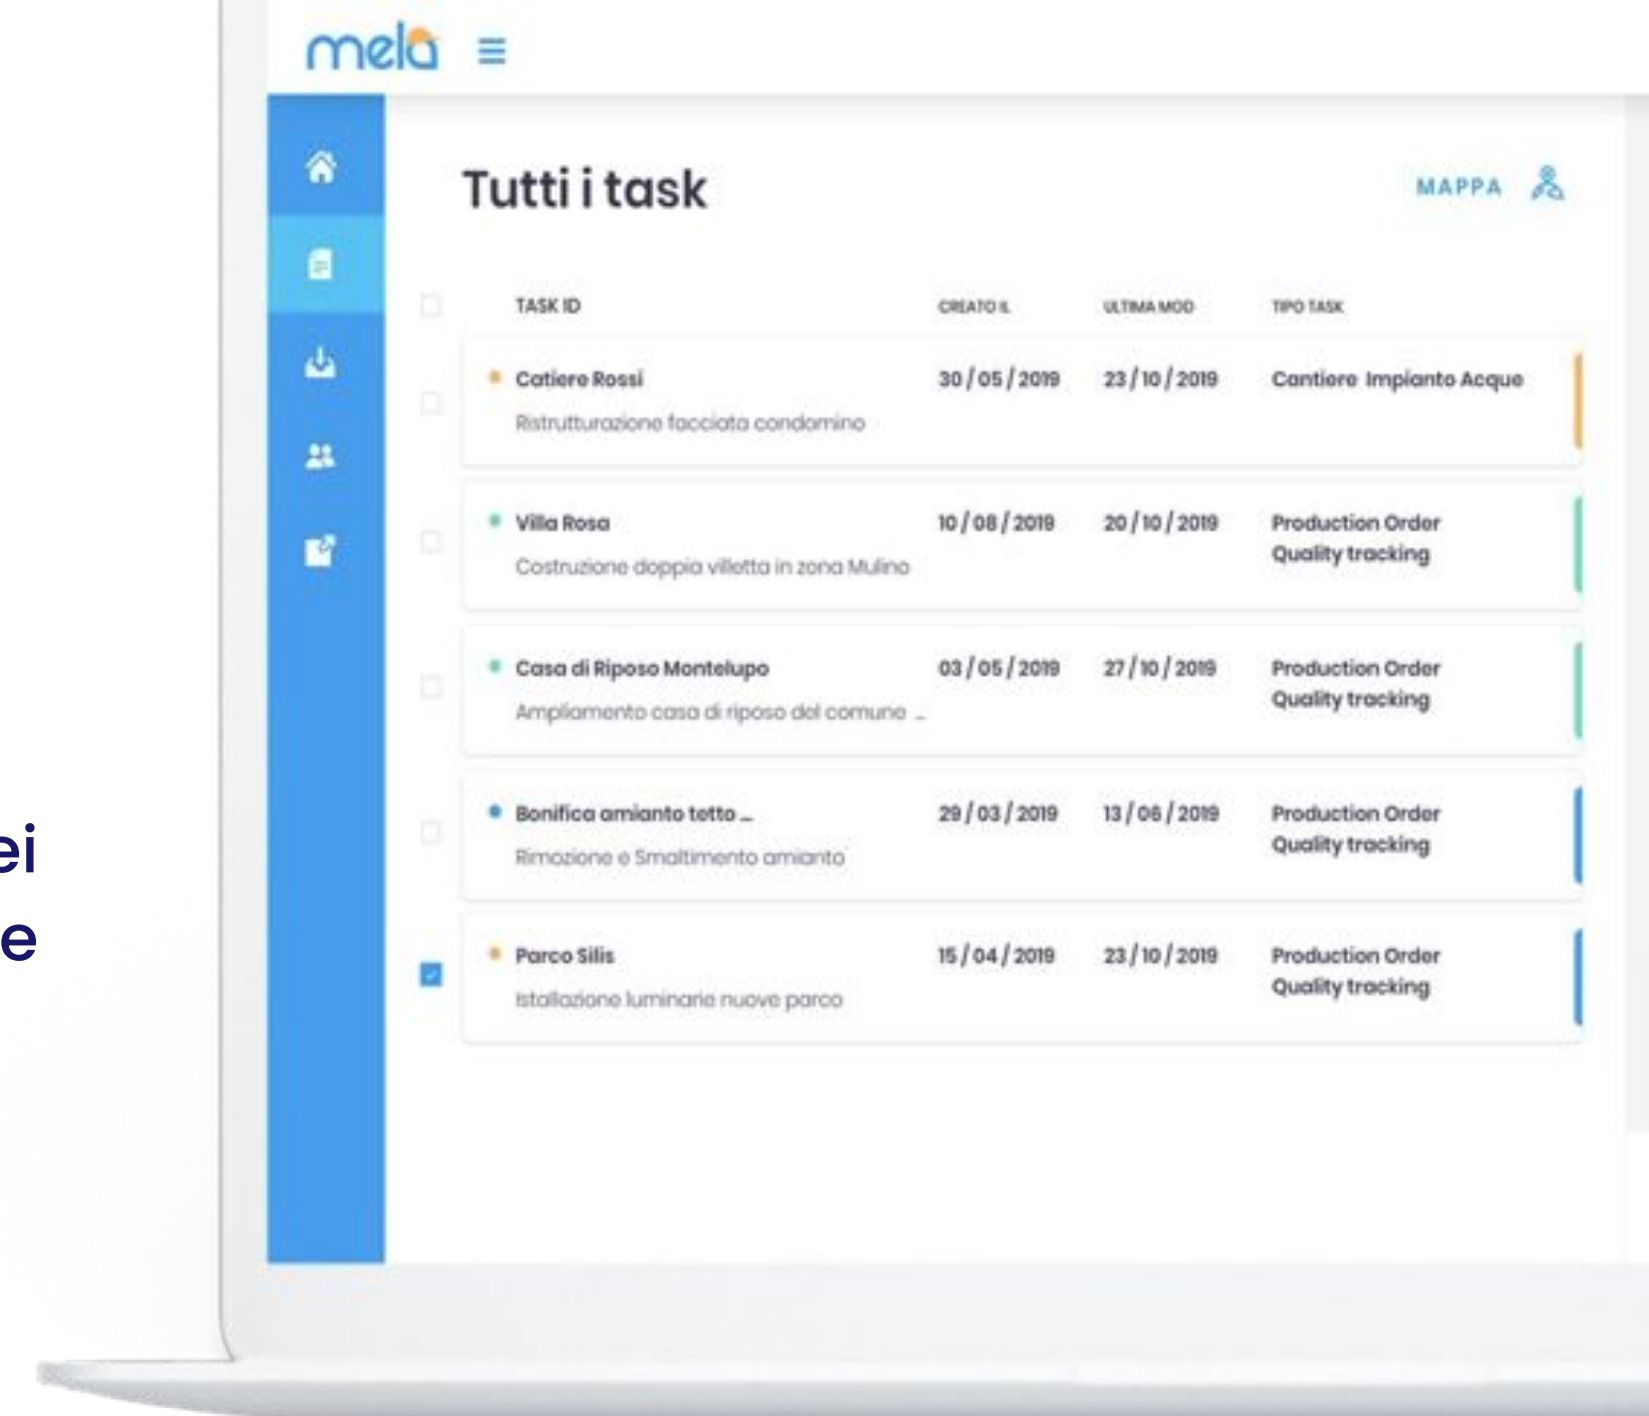 mela
Tutti i task
MAPPA
TASK ID CREATO IL ULTIMA MOD TIPO TASK
Catiere Rossi 30 / 05 / 2019 23 / 10 / 2019 Cantiere Impianto Acque
Ristrutturazione facciata condomino
Villa Rosa 10 / 08 / 2019 20 / 10 / 2019 Production Order
Quality tracking
Costruzione doppia villetta in zona Mulino
Casa di Riposo Montelupo 03 / 05 / 2019 27 / 10 / 2019 Production Order
Quality tracking
Ampliamento casa di riposo del comune ...
Bonifica amianto tetto ... 29 / 03 / 2019 13 / 06 / 2019 Production Order
Quality tracking
Rimozione e Smaltimento amianto
ei
e
Parco Silis 15 / 04 / 2019 23 / 10 / 2019 Production Order
Quality tracking
Istallazione luminarie nuove parco